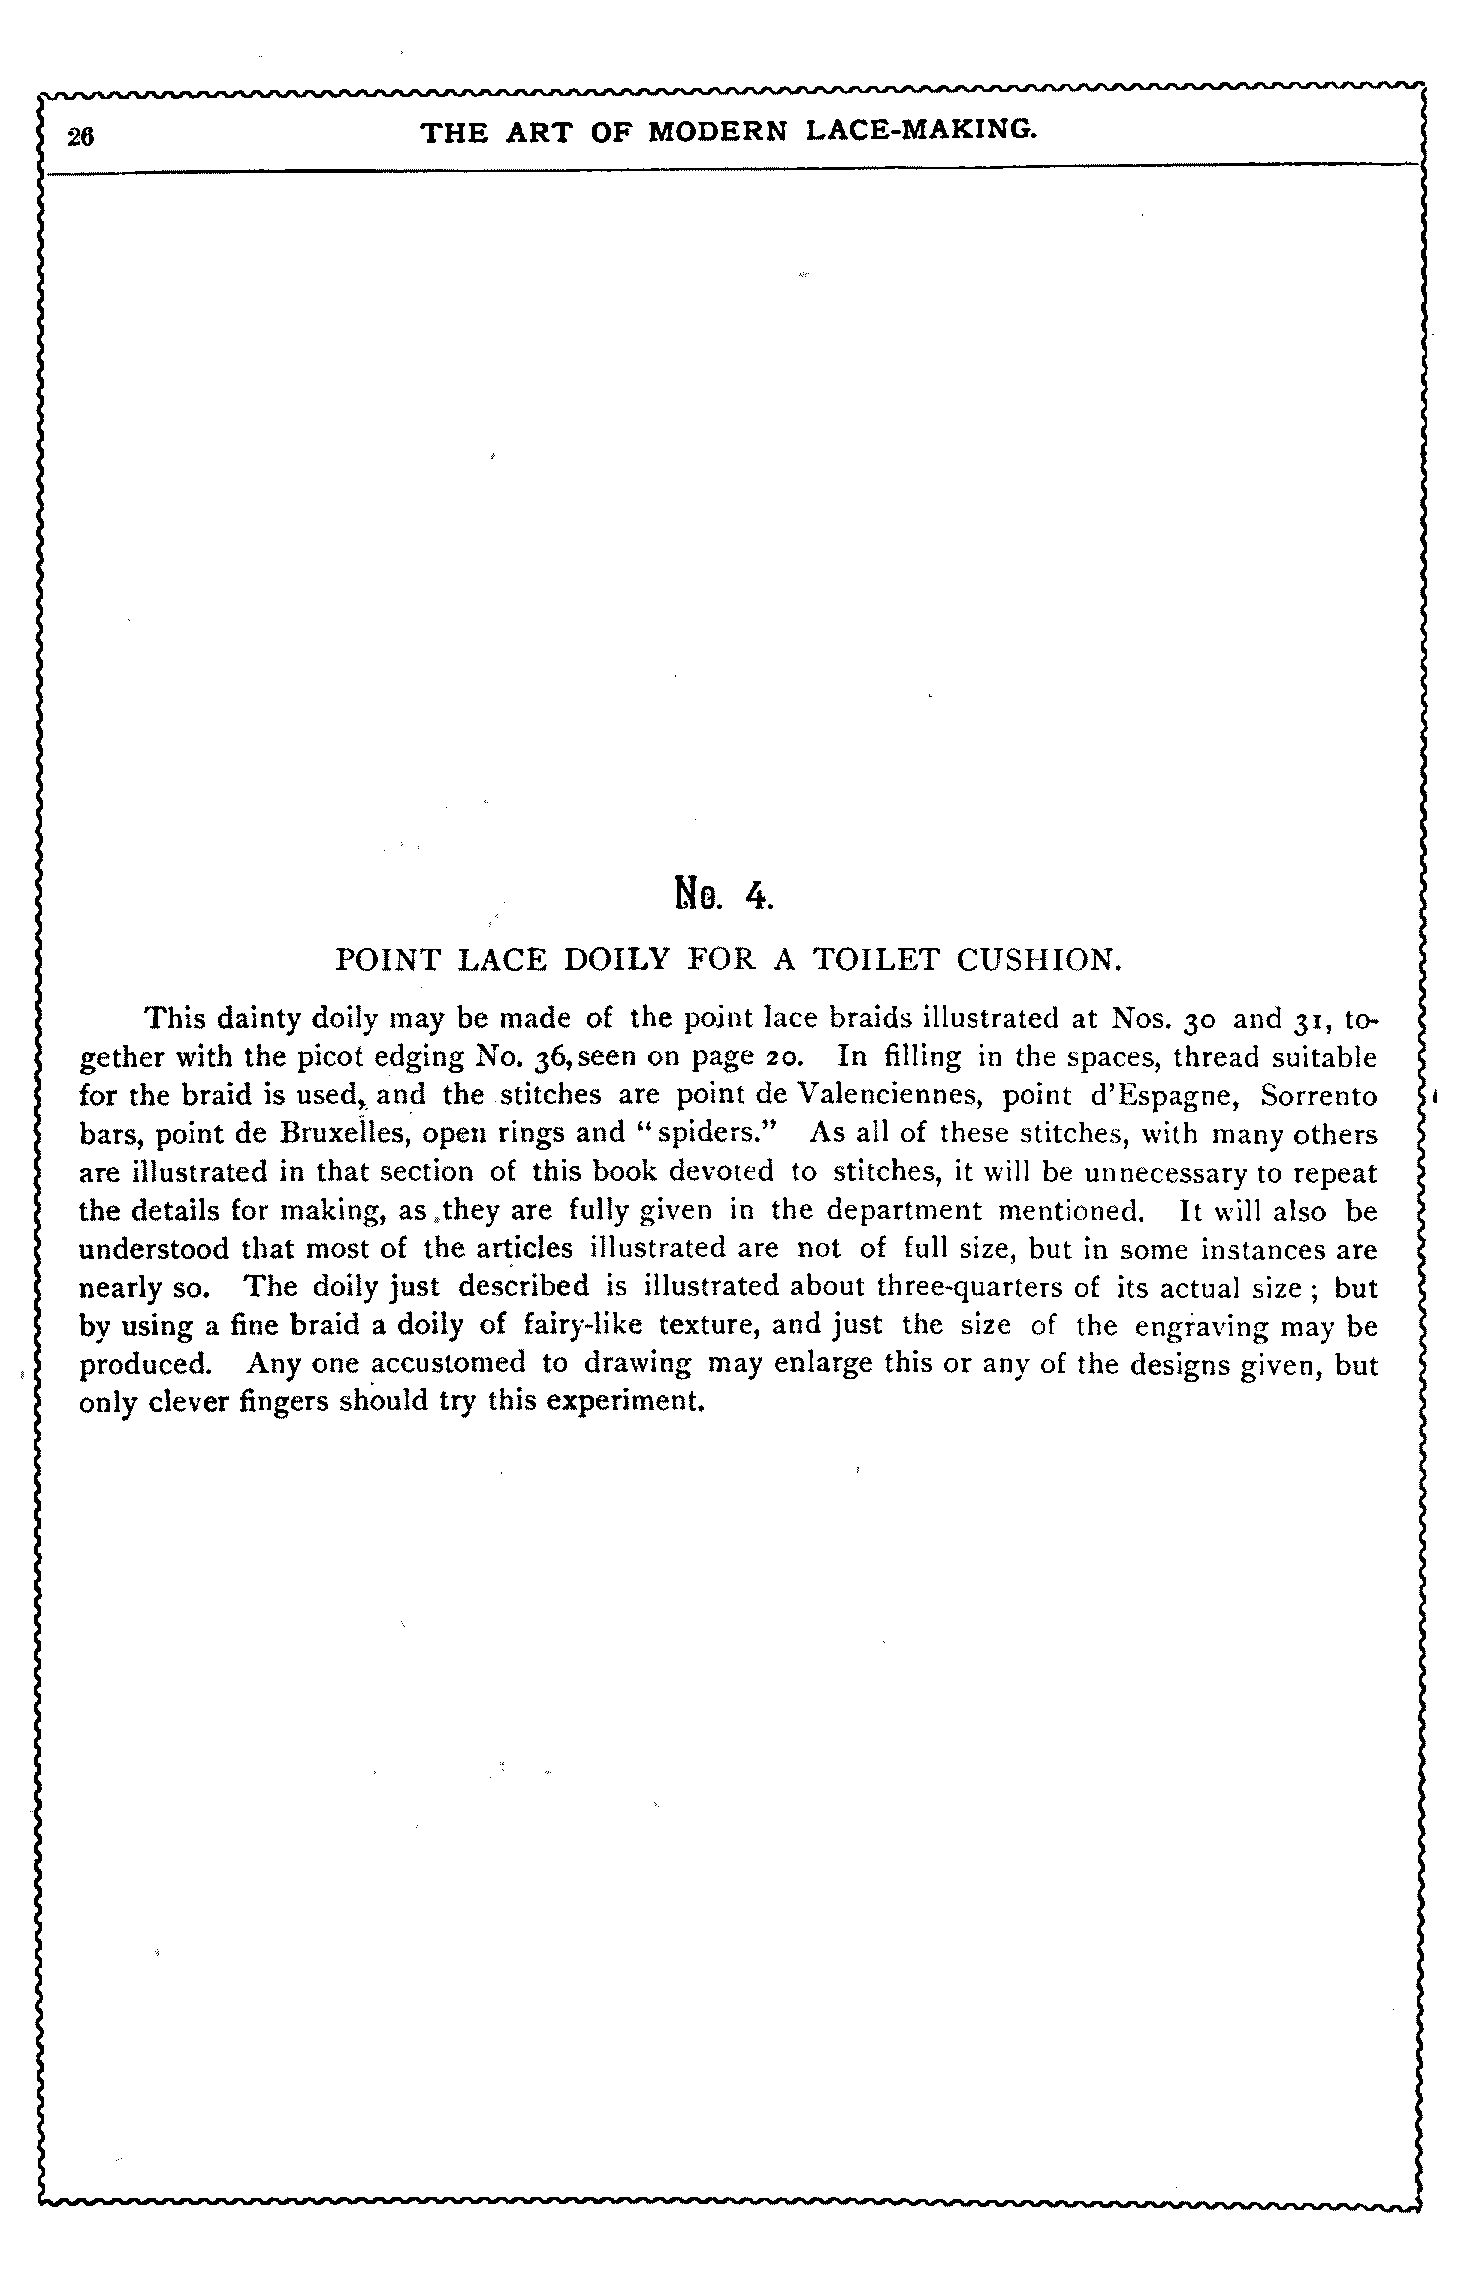 26 THE ART OF MODERN LACE-MAKING.
No. 4.
POINT LACE DOILY FOR A TOILET CUSHION.
This dainty doily may be made of the point lace braids illustrated at Nos. 30 and 31, to-
gether with the picot edging No. 36, seen on page 20. In filling in the spaces, thread suitable
for the braid is used, and the stitches are point de Valenciennes, point d'Espagne, Sorrento
bars, point de Bruxelles, open rings and "spiders." As all of these stitches, with many others
are illustrated in that section of this book devoted to stitches, it will be unnecessary to repeat
the details for making, as they are fully given in the department mentioned. It will also be
understood that most of the articles illustrated are not of full size, but in some instances are
nearly so. The doily just described is illustrated about three-quarters of its actual size; but
by using a fine braid a doily of fairy-like texture, and just the size of the engraving may be
produced. Any one accustomed to drawing may enlarge this or any of the designs given, but
only clever fingers should try this experiment.